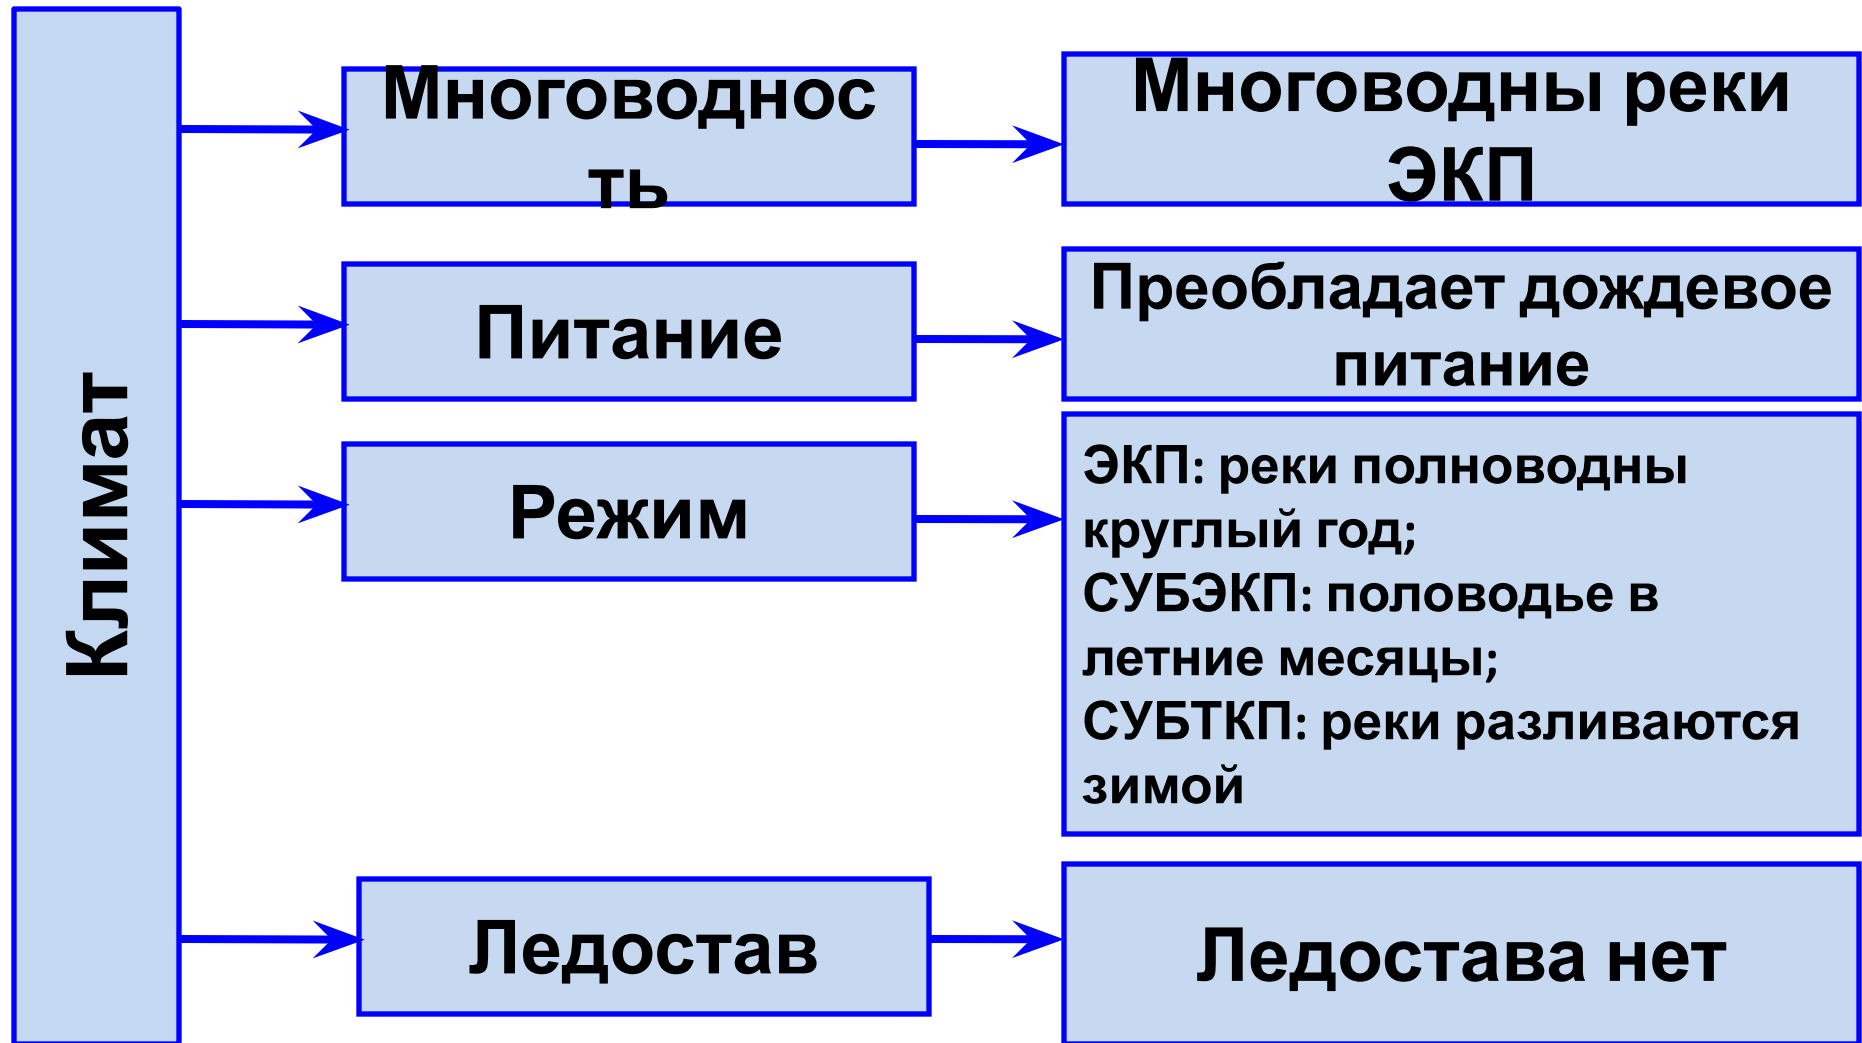 Климат
Многоводнос
ть
Многоводны реки
ЭКП
Питание
Преобладает дождевое
питание
Режим
ЭКП: реки полноводны
круглый год;
СУБЭКП: половодье в
летние месяцы;
СУБТКП: реки разливаются
зимой
Ледостав
Ледостава нет